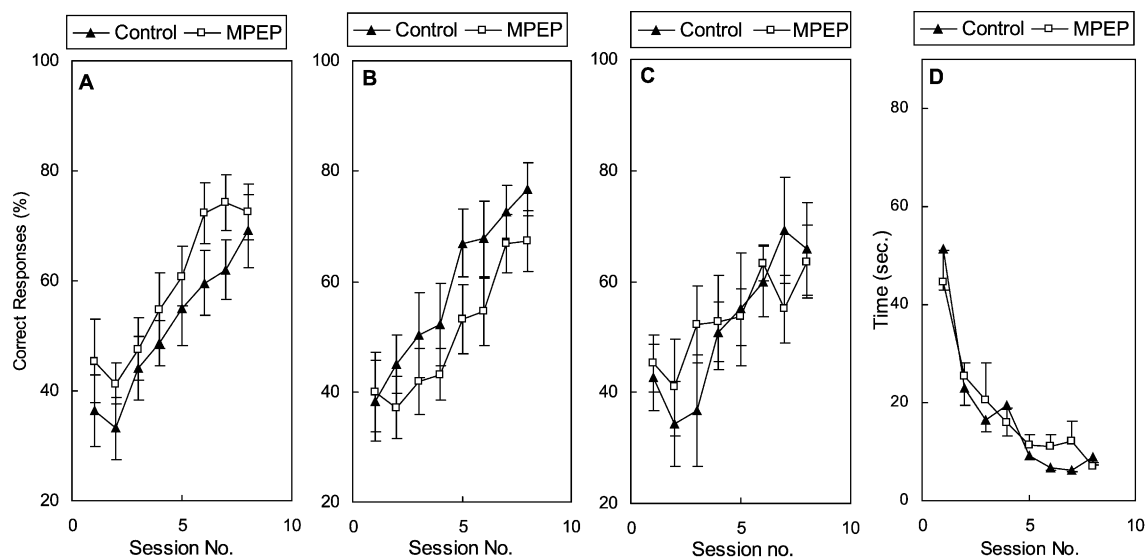 Control MPEP
Control MPEP
Control MPEP
Control MPEP
A
B
C
D
Correct Responses (%)
100
80
60
40
20
0 5 10
Session No.
100
80
60
40
20
0 5 10
Session No.
100
80
60
40
20
0 5 10
Session no.
Time (sec.)
80
60
40
20
0
0 5 10
Session No.